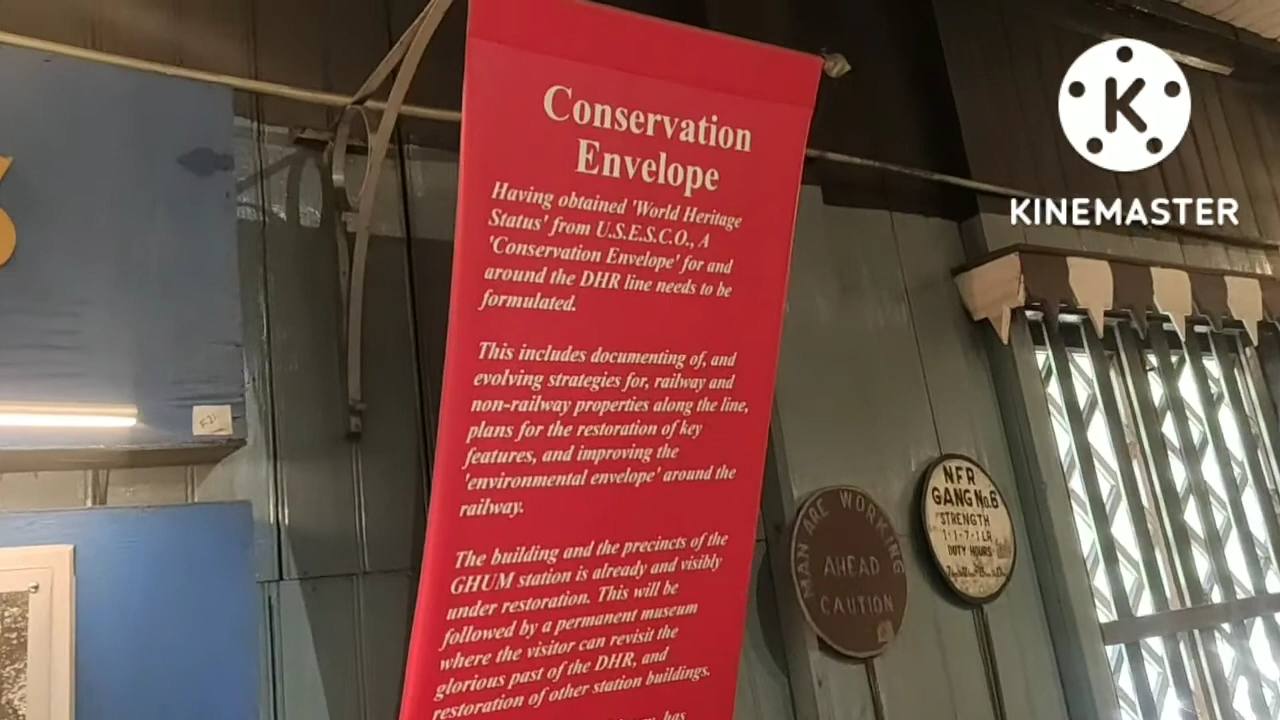 Conservation
Envelope
Having obtained 'World Heritage
Status' from U.S.E.S.C.O., A
'Conservation Envelope' for and
around the DHR line needs to be
formulated.
This includes documenting of, and
evolving strategies for, railway and
non-railway properties along the line,
plans for the restoration of key
features, and improving the
'environmental envelope' around the
railway.
The building and the precincts of the
GHUM station is already and visibly
under restoration. This will be
followed by a permanent museum
where the visitor can revisit the
glorious past of the DHR, and
restoration of other station buildings.
has
MAN ARE WORKING
AHEAD
CAUTION
NFR
GANG No.6
STRENGTH
1-1-7-1 LR
DUTY HOURS
K
KINEMASTER